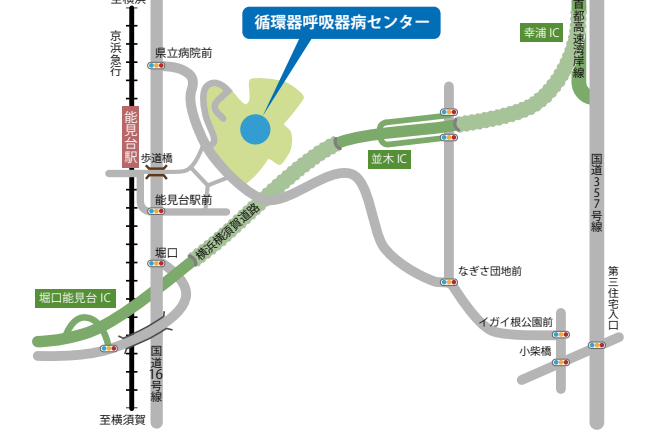 至横浜
京浜急行
循環器呼吸器病センター
首都高速湾岸線
幸浦 IC
県立病院前
能見台駅
歩道橋
並木 IC
国道357号線
能見台駅前
横浜横須賀道路
堀口
なぎさ団地前
第三住宅入口
堀口能見台 IC
イガイ根公園前
小柴橋
国道16号線
至横須賀